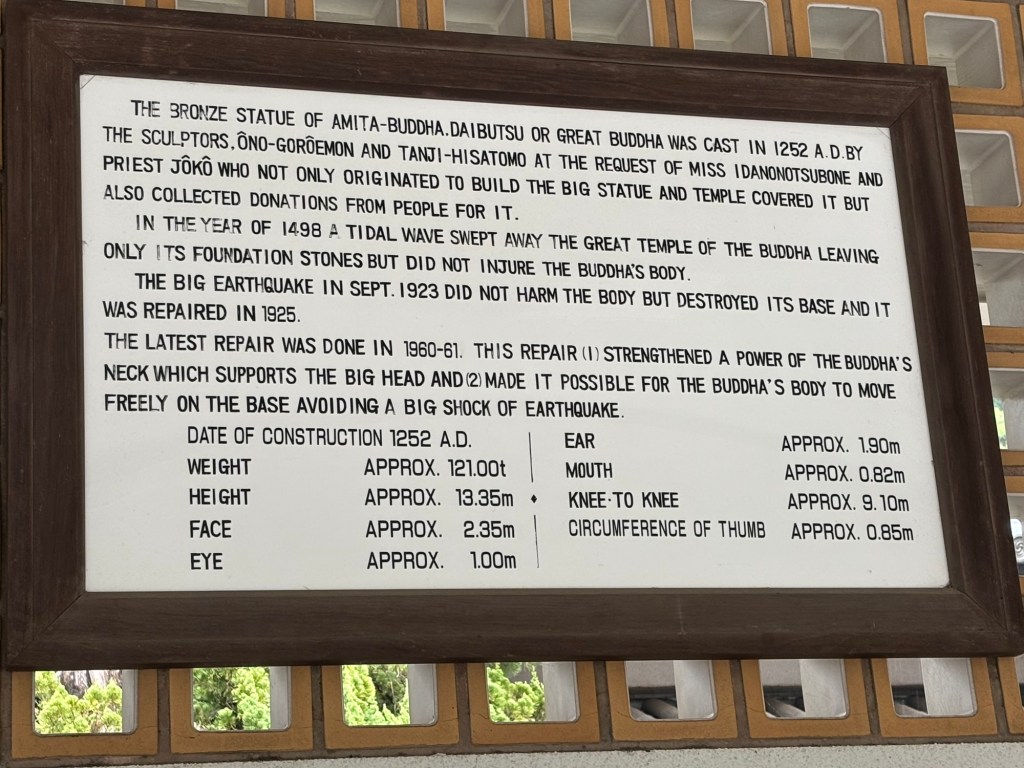 THE BRONZE STATUE OF AMITA-BUDDHA.DAIBUTSU OR GREAT BUDDHA WAS CAST IN 1252 A.D.BY
THE SCULPTORS,ÔNO-GORÔEMON AND TANJI-HISATOMO AT THE REQUEST OF MISS IDANONOTSUBONE AND
PRIEST JÔKÔ WHO NOT ONLY ORIGINATED TO BUILD THE BIG STATUE AND TEMPLE COVERED IT BUT
ALSO COLLECTED DONATIONS FROM PEOPLE FOR IT.
IN THE YEAR OF 1498 A TIDAL WAVE SWEPT AWAY THE GREAT TEMPLE OF THE BUDDHA LEAVING
ONLY ITS FOUNDATION STONES BUT DID NOT INJURE THE BUDDHA'S BODY.
THE BIG EARTHQUAKE IN SEPT. 1923 DID NOT HARM THE BODY BUT DESTROYED ITS BASE AND IT
WAS REPAIRED IN 1925.
THE LATEST REPAIR WAS DONE IN 1960-61. THIS REPAIR (1) STRENGTHENED A POWER OF THE BUDDHA'S
NECK WHICH SUPPORTS THE BIG HEAD AND (2) MADE IT POSSIBLE FOR THE BUDDHA'S BODY TO MOVE
FREELY ON THE BASE AVOIDING A BIG SHOCK OF EARTHQUAKE.
DATE OF CONSTRUCTION 1252 A.D.
WEIGHT APPROX. 121.00t
HEIGHT APPROX. 13.35m
FACE APPROX. 2.35m
EYE APPROX. 1.00m
EAR APPROX. 1.90m
MOUTH APPROX. 0.82m
KNEE·TO KNEE APPROX. 9.10m
CIRCUMFERENCE OF THUMB APPROX. 0.85m